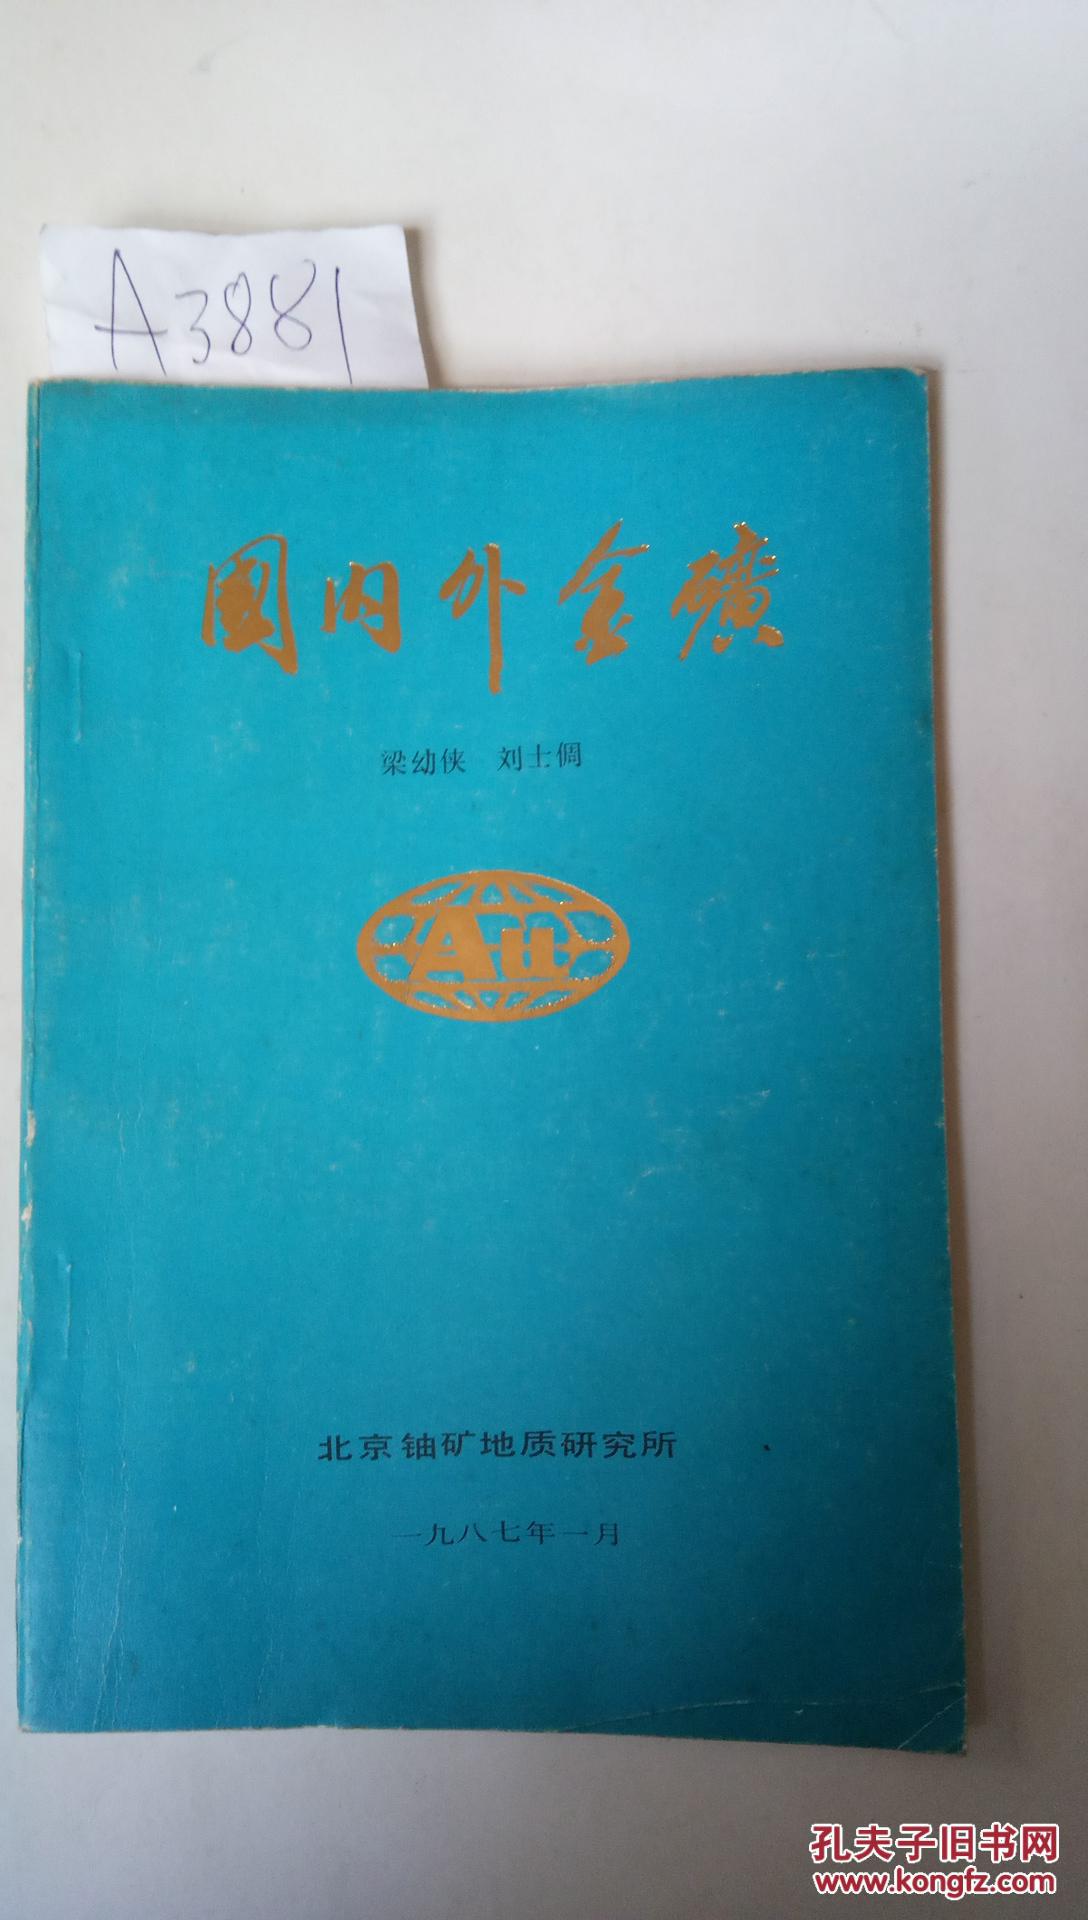 A3881
國内外金礦
梁幼侠 刘士倜
Au
北京铀矿地质研究所
一九八七年一月
孔夫子旧书网
www.kongfz.com